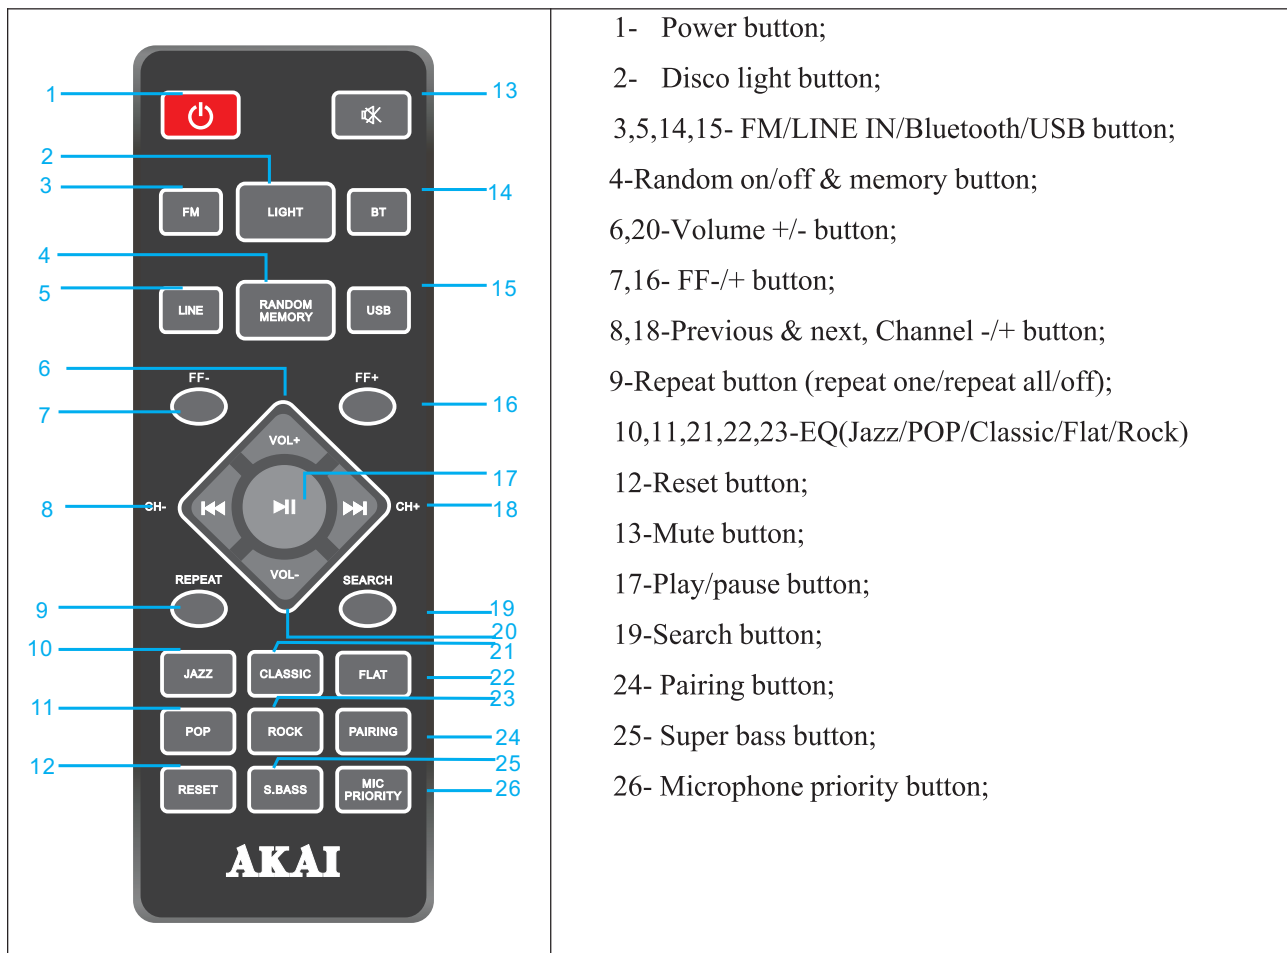 1
13
2
3
14
FM
LIGHT
BT
4
5
15
LINE
RANDOM
MEMORY
USB
6
FF-
FF+
7
16
VOL+
17
8
CH-
CH+
18
VOL-
REPEAT
SEARCH
9
19
20
10
21
JAZZ
CLASSIC
FLAT
22
11
23
POP
ROCK
PAIRING
24
12
25
RESET
S.BASS
MIC
PRIORITY
26
AKAI
1- Power button;
2- Disco light button;
3,5,14,15- FM/LINE IN/Bluetooth/USB button;
4-Random on/off & memory button;
6,20-Volume +/- button;
7,16- FF-/+ button;
8,18-Previous & next, Channel -/+ button;
9-Repeat button (repeat one/repeat all/off);
10,11,21,22,23-EQ(Jazz/POP/Classic/Flat/Rock)
12-Reset button;
13-Mute button;
17-Play/pause button;
19-Search button;
24- Pairing button;
25- Super bass button;
26- Microphone priority button;